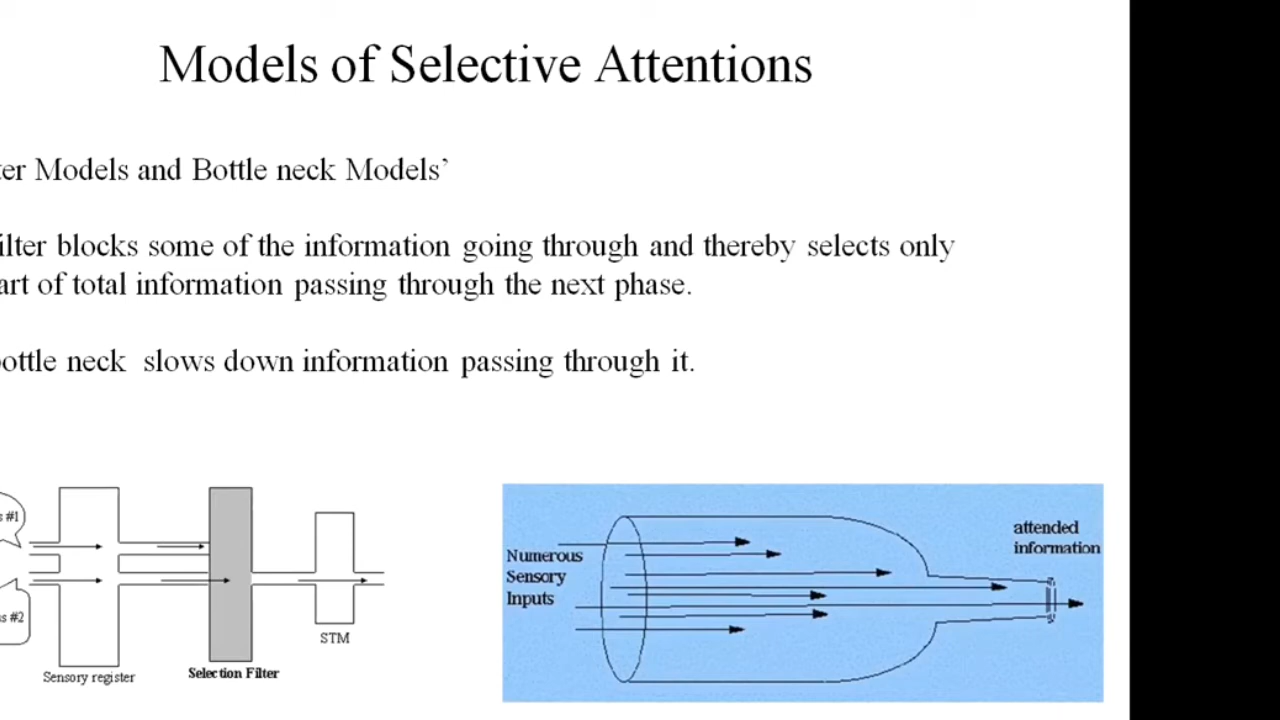 Models of Selective Attentions
ter Models and Bottle neck Models’
ilter blocks some of the information going through and thereby selects only
art of total information passing through the next phase.
ottle neck slows down information passing through it.
s #1
s #2
Sensory register
Selection Filter
STM
Numerous
Sensory
Inputs
attended
information